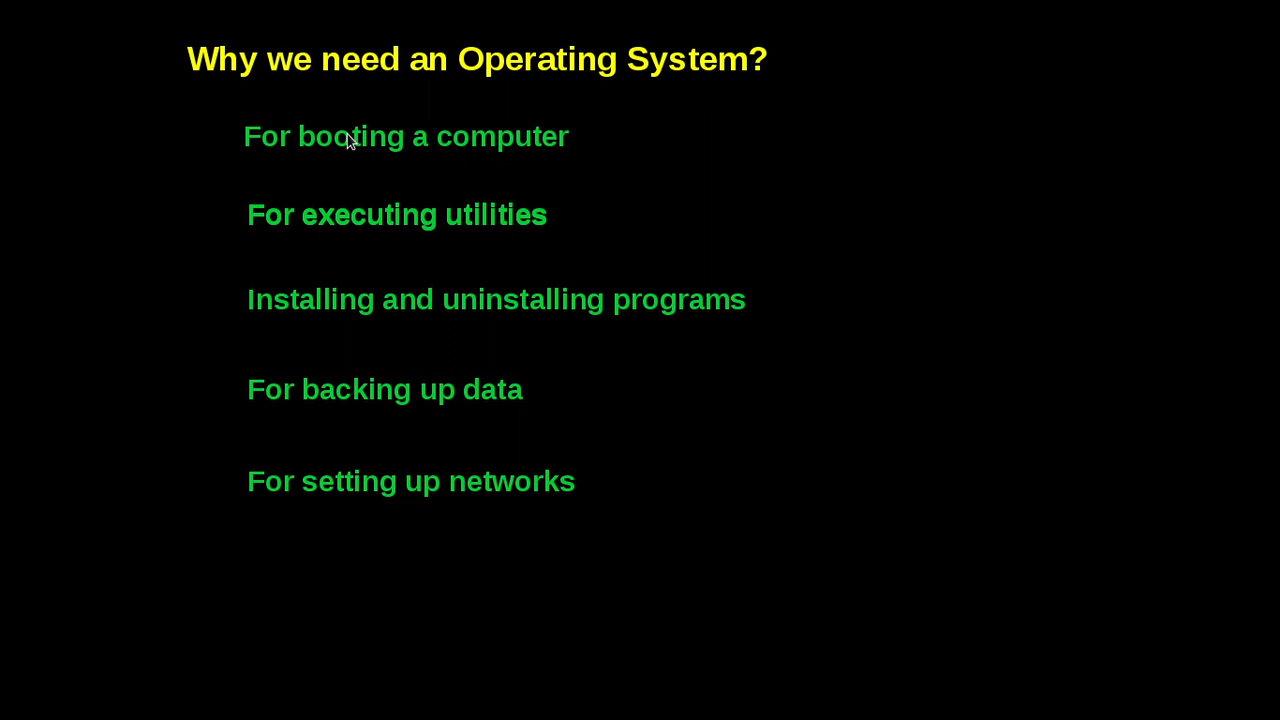 Why we need an Operating System?
For booting a computer
For executing utilities
Installing and uninstalling programs
For backing up data
For setting up networks